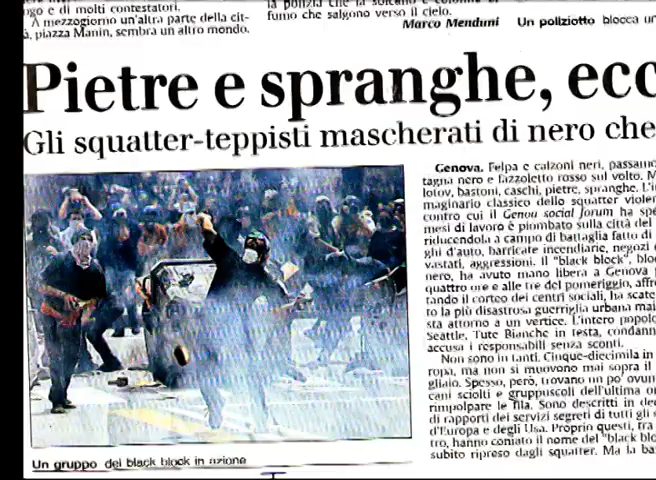 ogo e di molti contestatori.
A mezzogiorno un'altra parte della cit-
à, piazza Manin, sembra un altro mondo.
la polizia che la
fumo che salgono verso il cielo.
Marco Menduni
Un poliziotto blocca un
Pietre e spranghe, ecc
Gli squatter-teppisti mascherati di nero che
Genova. Felpa e calzoni neri, passamo
tagna nero e fazzoletto rosso sul volto. M
lotov, bastoni, caschi, pietre, spranghe. L'i
maginario classico dello squatter violen
contro cui il Genoa social forum ha spe
mesi di lavoro è piombato sulla città del
riducendola a campo di battaglia fatto di
ghi d'auto, barricate incendiarie, negozi
vastati, aggressioni. Il "black block", blo
nero, ha avuto mano libera a Genova
quattro ore e alle tre del pomeriggio, affro
tando il corteo dei centri sociali, ha scate
to la più disastrosa guerriglia urbana mai
sta attorno a un vertice. L'intero popolo
Seattle, Tute Bianche in testa, condann
accusa i responsabili senza sconti.
Non sono in tanti. Cinque-diecimila in
ropa, ma non si muovono mai sopra il
gliaio. Spesso, però, trovano un po' ovun
cani sciolti e gruppuscoli dell'ultima o
rimpolpare le fila. Sono descritti in de
di rapporti dei servizi segreti di tutti gli
d'Europa e degli Usa. Proprio questi, fra
tro, hanno coniato il nome del "black blo
subito ripreso dagli squatter. Ma la ba
Un gruppo dei black block in azione